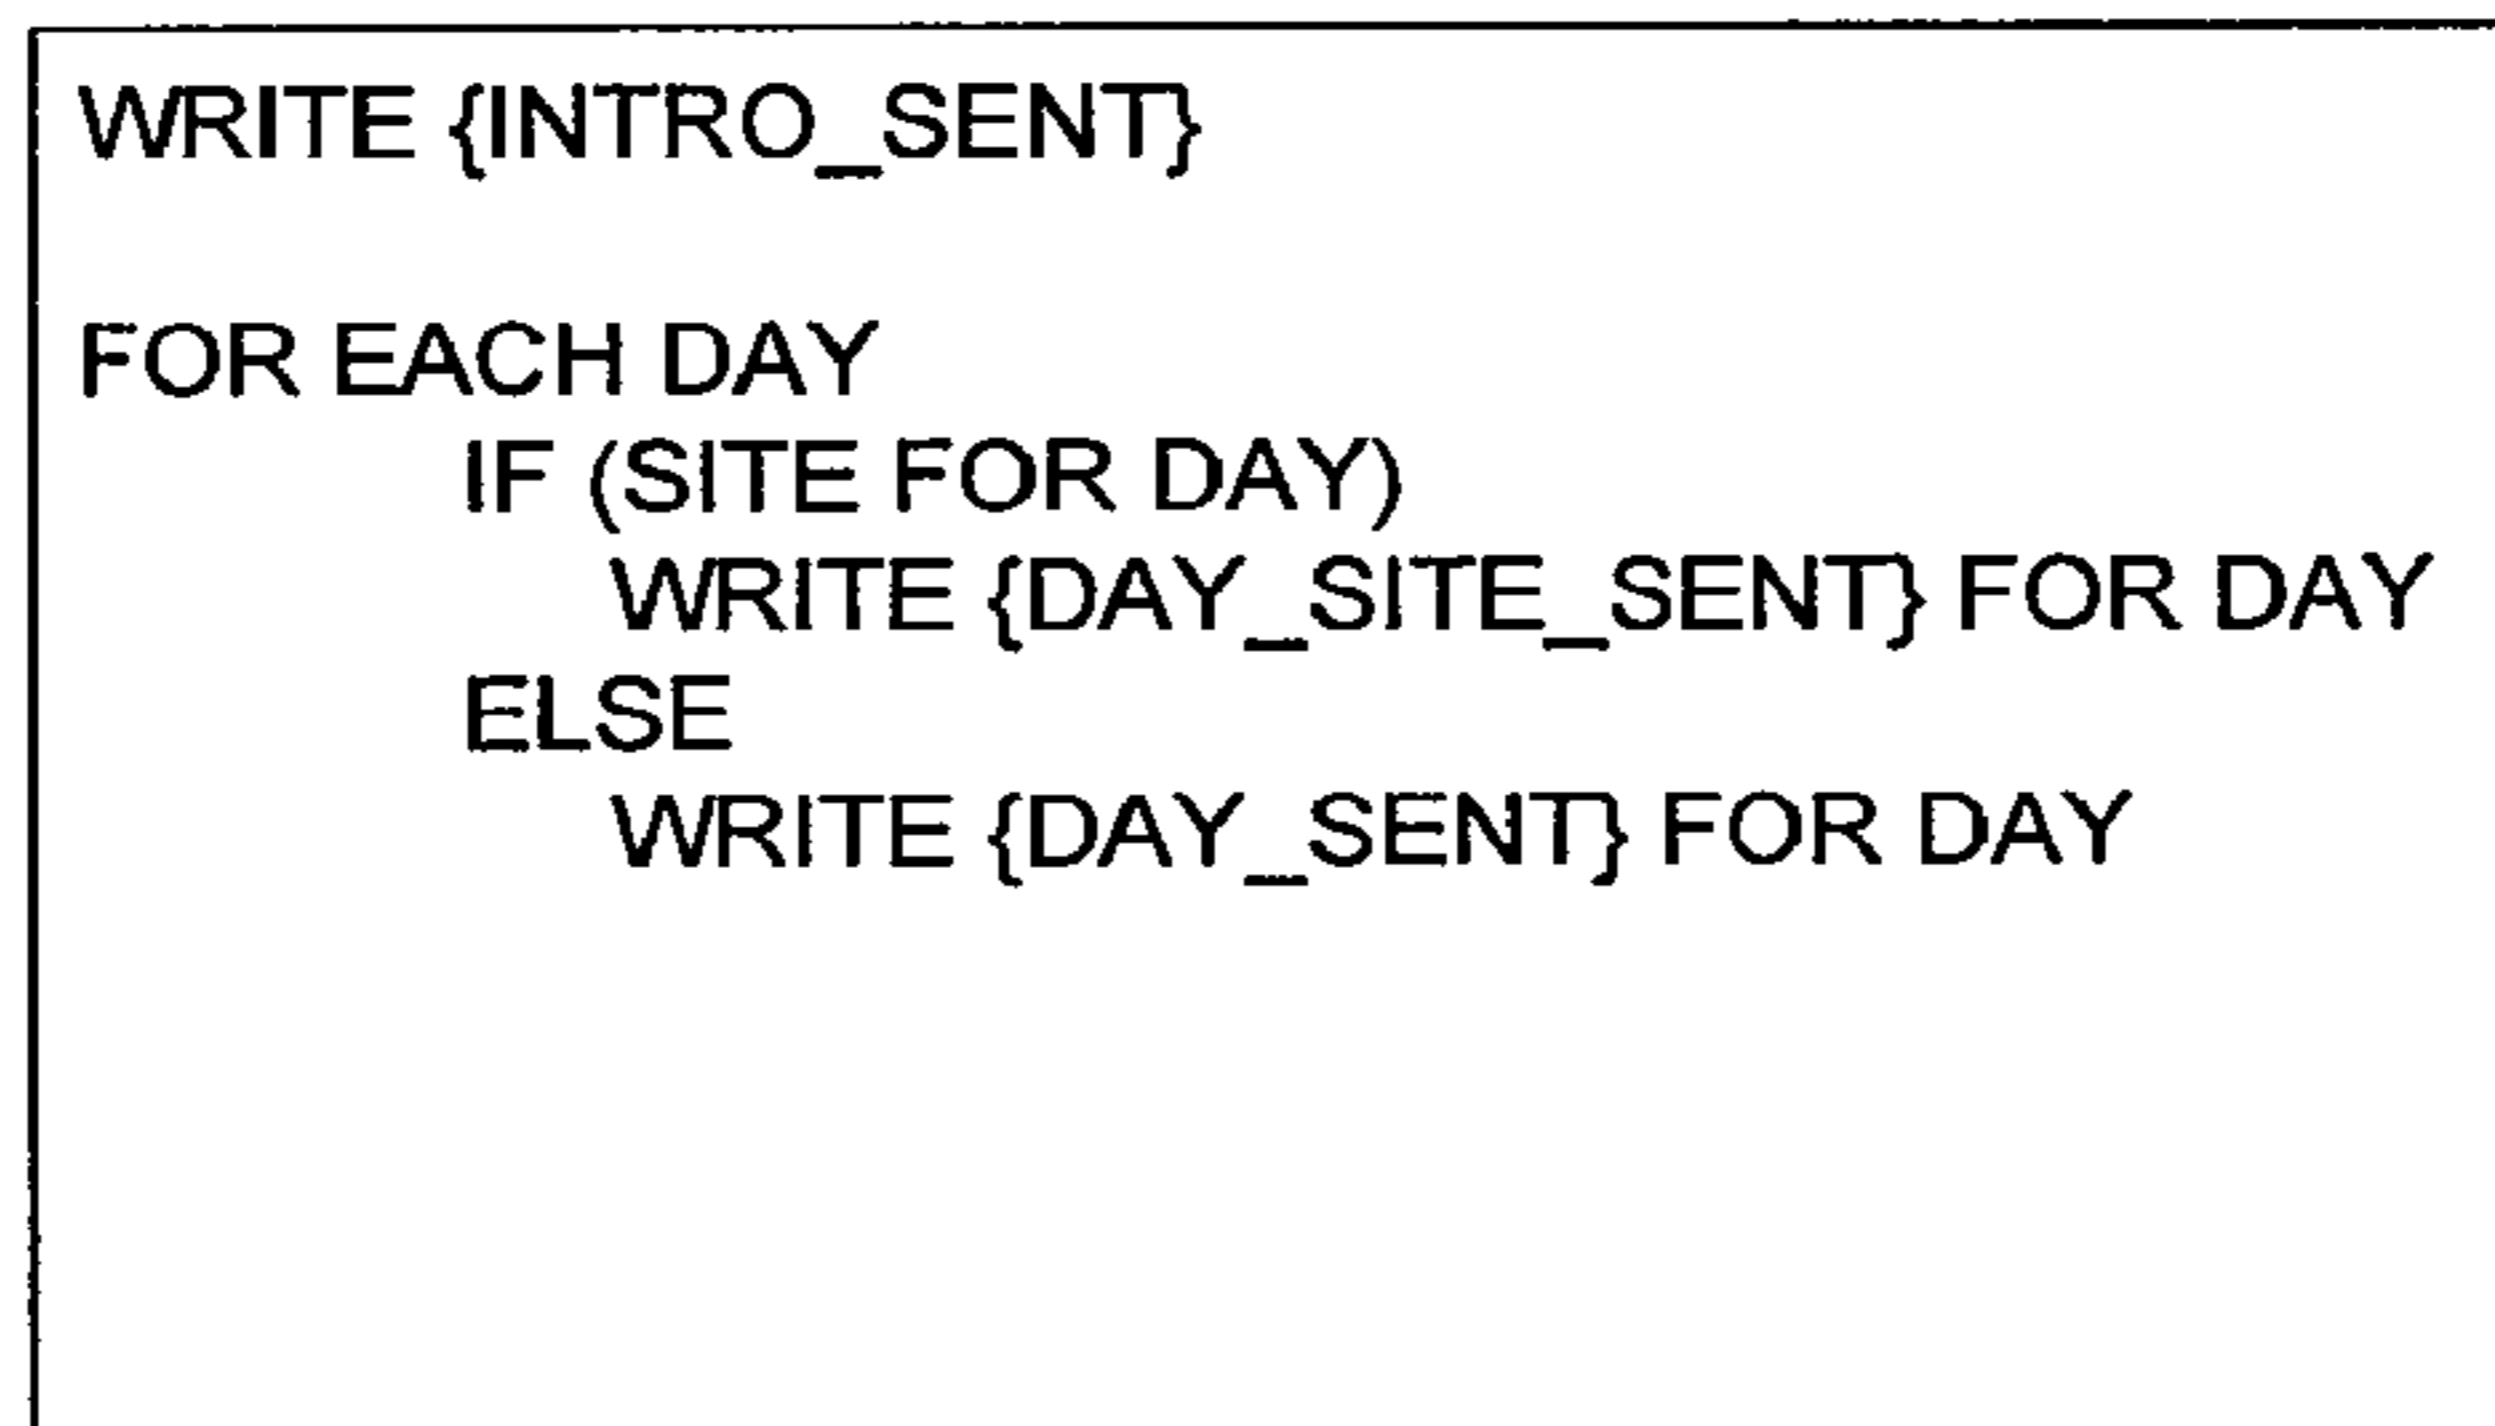 WRITE {INTRO_SENT}
FOR EACH DAY
IF (SITE FOR DAY)
WRITE {DAY_SITE_SENT} FOR DAY
ELSE
WRITE {DAY_SENT} FOR DAY